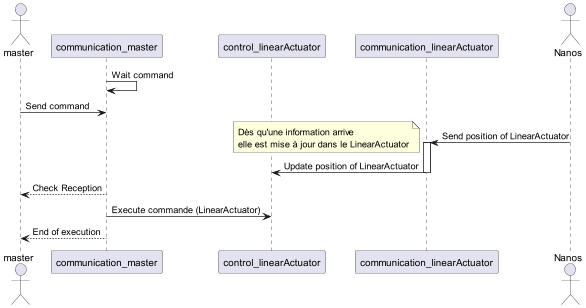 master
communication_master
control_linearActuator
communication_linearActuator
Nanos
Wait command
Send command
Dès qu'une information arrive
elle est mise à jour dans le LinearActuator
Send position of LinearActuator
Update position of LinearActuator
Check Reception
Execute commande (LinearActuator)
End of execution
master
communication_master
control_linearActuator
communication_linearActuator
Nanos